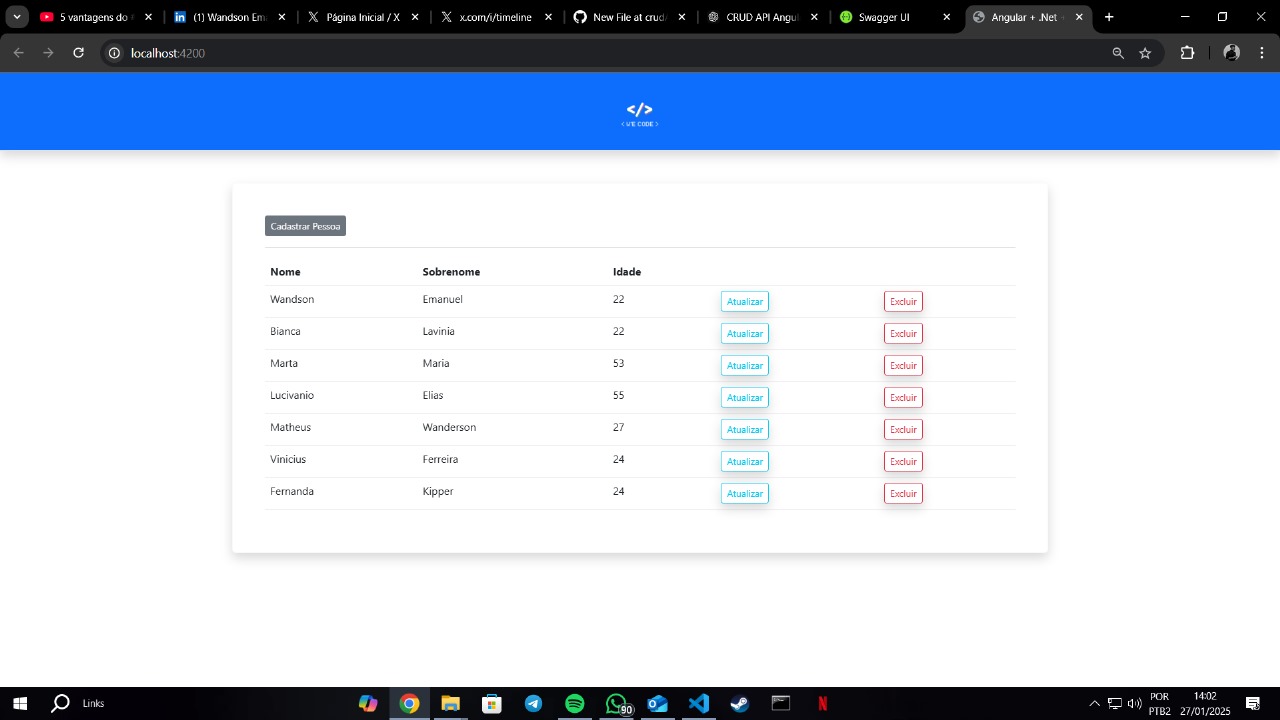 5 vantagens do
(1) Wandson Em
Página Inicial / X
x.com/i/timeline
New File at crud
CRUD API Angul
Swagger UI
Angular + .Net
localhost:4200
</>
< WE CODE >
Cadastrar Pessoa
Nome Sobrenome Idade
Wandson Emanuel 22 Atualizar Excluir
Bianca Lavinia 22 Atualizar Excluir
Marta Maria 53 Atualizar Excluir
Lucivanio Elias 55 Atualizar Excluir
Matheus Wanderson 27 Atualizar Excluir
Vinicius Ferreira 24 Atualizar Excluir
Fernanda Kipper 24 Atualizar Excluir
Links
90
POR
PTB2
14:02
27/01/2025